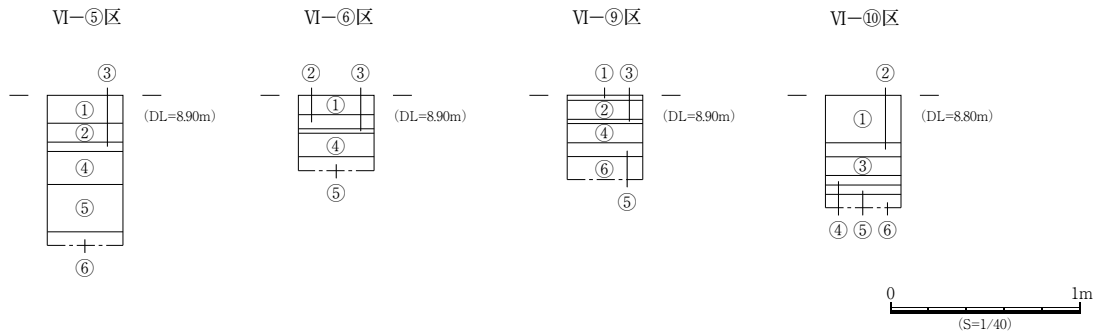 Ⅵ−⑤区
③
①
②
④
⑤
⑥
(DL=8.90m)
Ⅵ−⑥区
②
③
①
④
⑤
(DL=8.90m)
Ⅵ−⑨区
①
③
②
④
⑥
⑤
(DL=8.90m)
Ⅵ−⑩区
②
①
③
④
⑤
⑥
(DL=8.80m)
0
1m
(S=1/40)